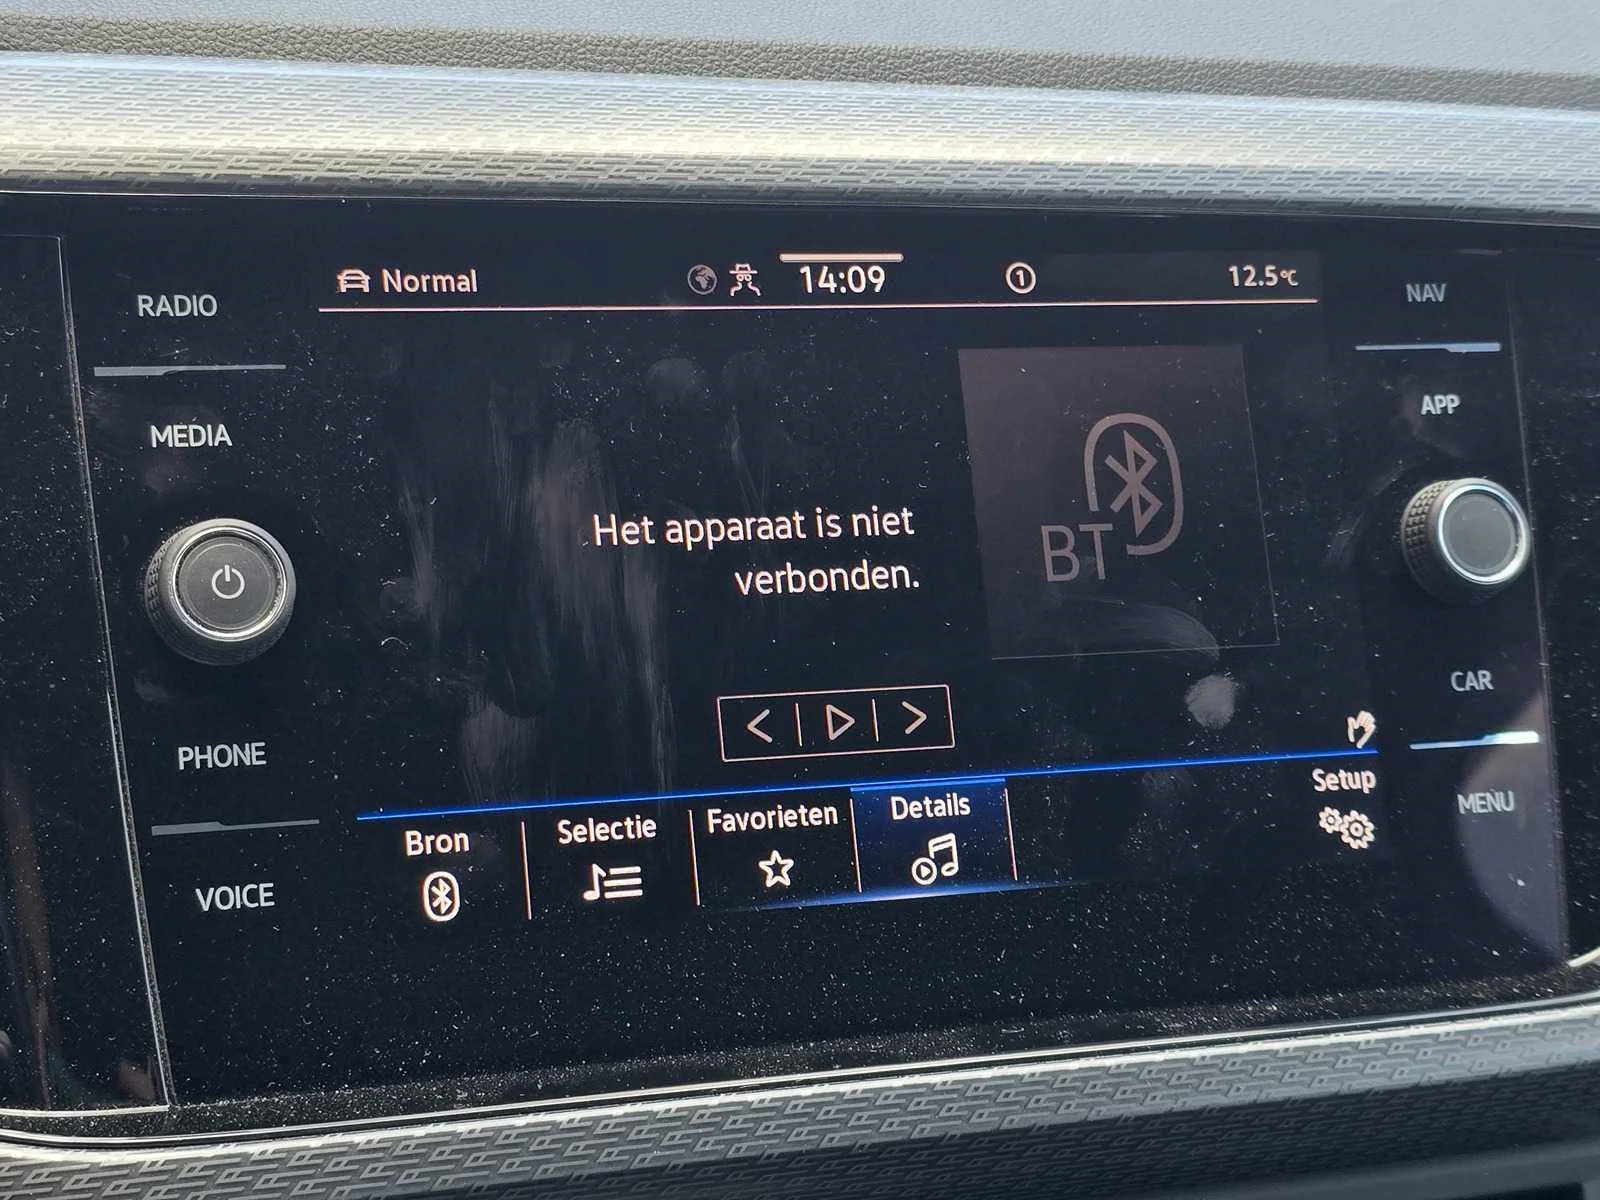 RADIO
MEDIA
PHONE
VOICE
Normal
14:09
1
12.5°C
Het apparaat is niet
verbonden.
BT
Bron
Selectie
Favorieten
Details
Setup
NAV
APP
CAR
MENU